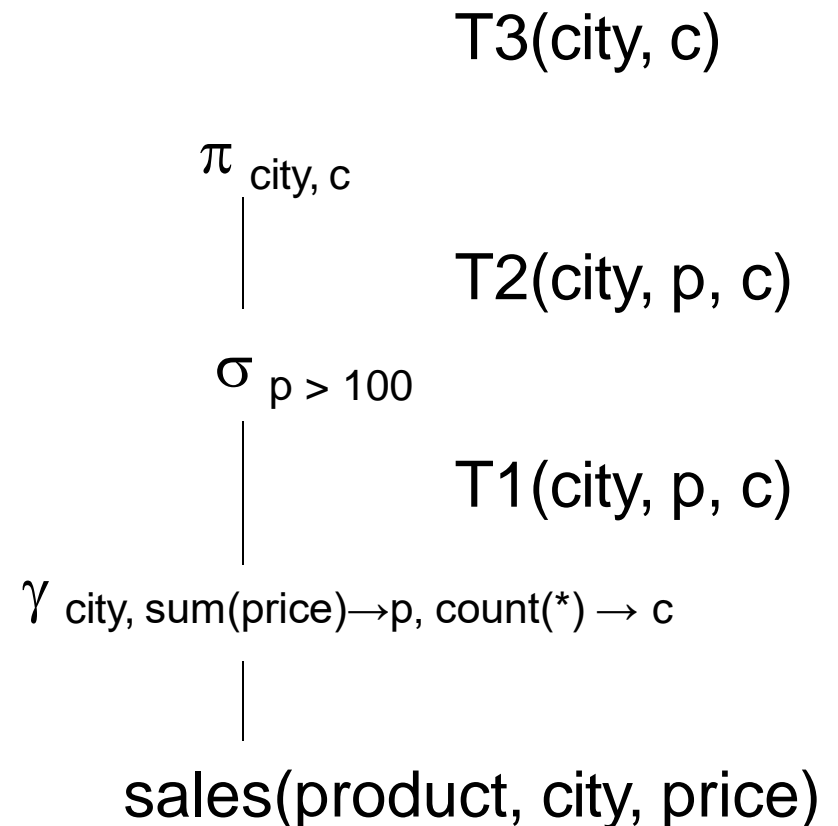 T3(city, c)
π city, c
T2(city, p, c)
σ p > 100
T1(city, p, c)
γ city, sum(price)→p, count(*) → c
sales(product, city, price)